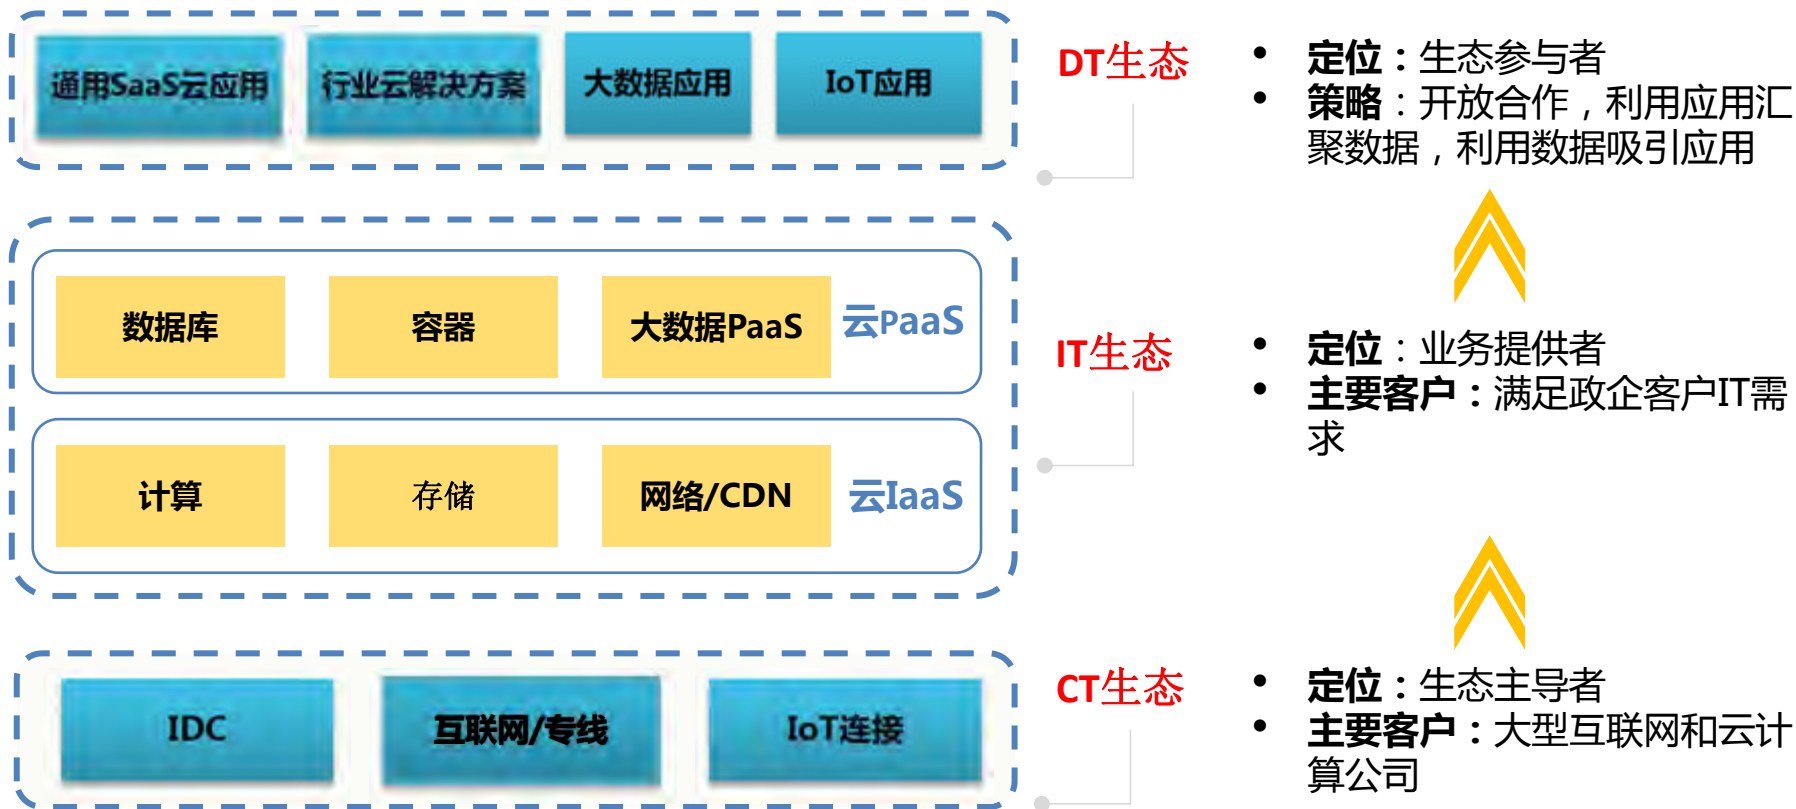 通用SaaS云应用
行业云解决方案
大数据应用
IoT应用
DT生态
• 定位：生态参与者
• 策略：开放合作，利用应用汇
聚数据，利用数据吸引应用
数据库
容器
大数据PaaS
云PaaS
计算
存储
网络/CDN
云IaaS
IT生态
• 定位：业务提供者
• 主要客户：满足政企客户IT需
求
IDC
互联网/专线
IoT连接
CT生态
• 定位：生态主导者
• 主要客户：大型互联网和云计
算公司